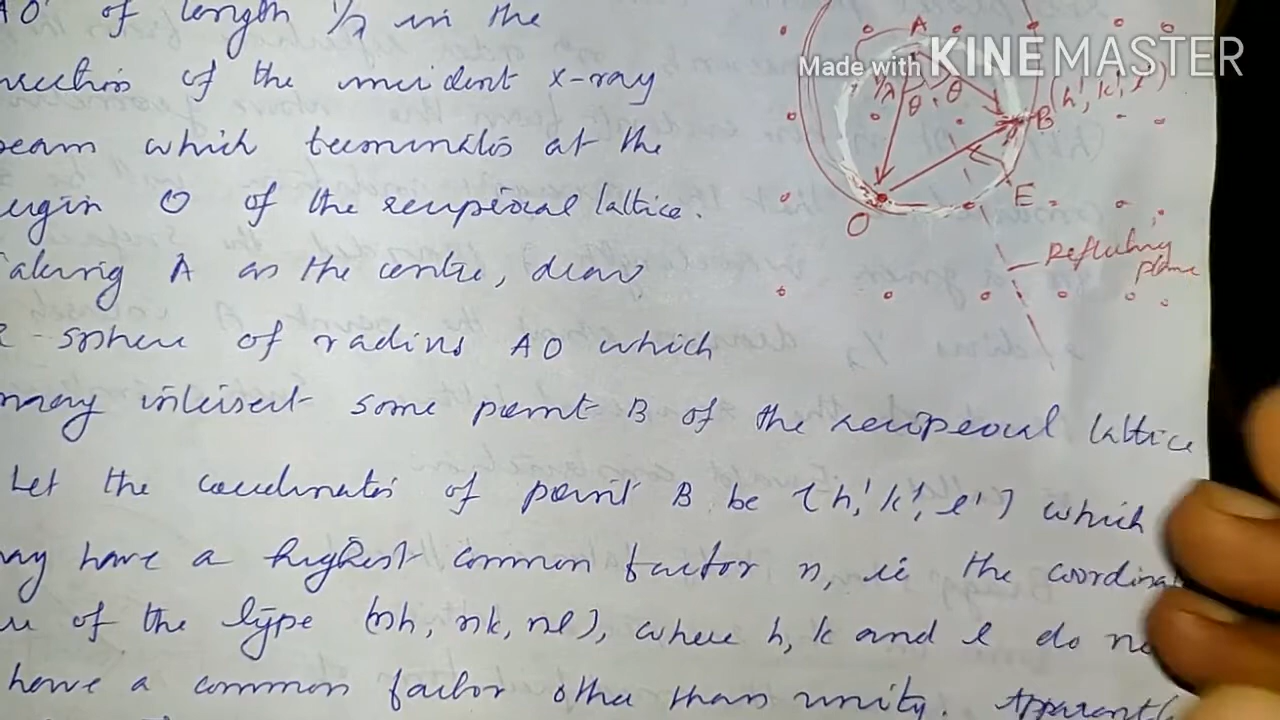 AO of length 1/λ in the
of the incident x-ray
beam which terminates at the
origin O of the reciprocal lattice.
Taking A as the centre, draw
sphere of radius AO which
may intersect some point B of the reciprocal lattice
Let the coordinates of point B be (h', k', l') which
may have a highest common factor n, ie the coordina
of the type (nh, nk, nl), where h, k and l do no
have a common factor other than unity. Apparent
A
1/λ
θ θ
B (h', k', l')
O
E
Reflecting
plane
Made with KINEMASTER